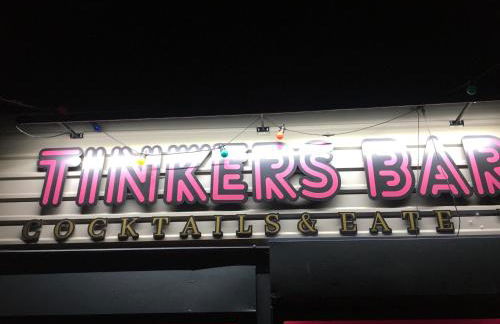 TINKERS BAR
COCKTAILS & EATE